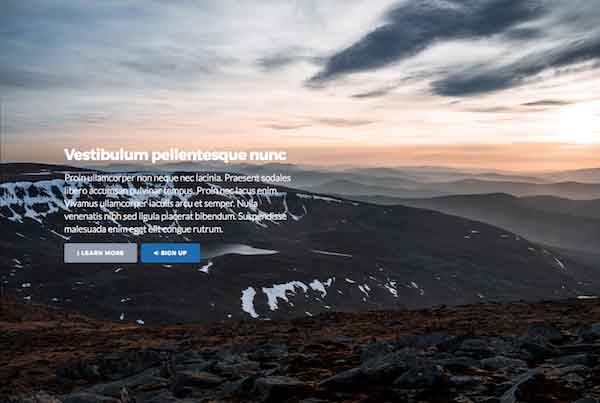 Vestibulum pellentesque nunc
Proin ullamcorper non neque nec lacinia. Praesent sodales
libero accumsan pulvinar tempus. Proin nec lacus enim.
Vivamus ullamcorper iaculis arcu et semper. Nulla
venenatis nibh sed ligula placerat bibendum. Suspendisse
malesuada enim eget elit congue rutrum.
LEARN MORE
SIGN UP